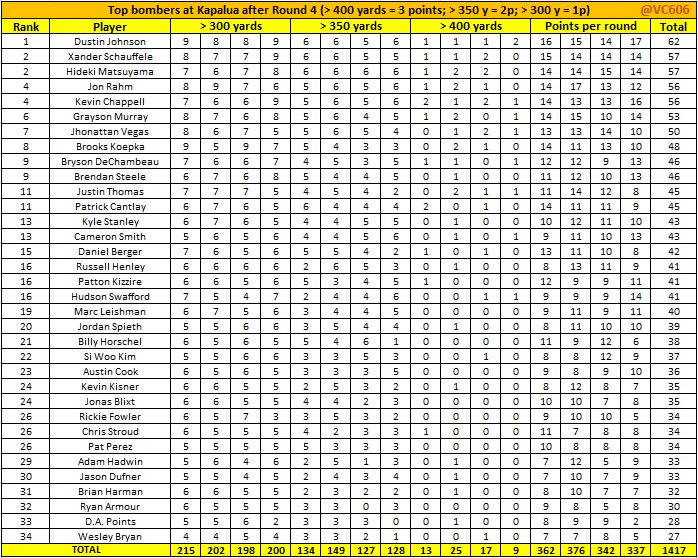 Top bombers at Kapalua after Round 4 (> 400 yards = 3 points; > 350 y = 2p; > 300 y = 1p) @VC606
Rank Player > 300 yards > 350 yards > 400 yards Points per round Total
1 Dustin Johnson 9 8 8 9 6 6 5 6 1 1 1 2 16 15 14 17 62
2 Xander Schauffele 8 7 7 9 6 5 5 5 1 2 2 0 15 14 14 14 57
2 Hideki Matsuyama 7 6 7 8 6 6 6 6 1 2 2 0 14 14 15 14 57
4 Jon Rahm 8 9 7 6 5 6 5 6 1 2 1 0 14 17 13 12 56
4 Kevin Chappell 7 6 6 9 5 6 5 6 2 1 2 1 14 13 13 16 56
6 Grayson Murray 8 7 6 8 5 6 4 5 1 2 0 1 14 15 10 14 53
7 Jhonattan Vegas 8 6 7 5 5 6 5 4 0 1 2 1 13 13 14 10 50
8 Brooks Koepka 9 5 9 7 5 4 3 3 0 2 1 0 14 11 13 10 48
9 Bryson DeChambeau 7 6 6 7 4 5 3 5 1 1 0 1 12 12 9 13 46
9 Brendan Steele 6 7 6 8 5 4 4 5 0 1 0 0 11 12 10 13 46
11 Justin Thomas 7 7 7 5 4 5 4 2 0 2 1 1 11 14 12 8 45
11 Patrick Cantlay 6 7 6 5 6 4 4 4 2 0 1 0 14 11 11 9 45
13 Kyle Stanley 6 7 6 5 4 4 5 5 0 1 0 0 10 12 11 10 43
13 Cameron Smith 5 6 5 6 4 4 5 6 0 1 0 1 9 11 10 13 43
15 Daniel Berger 7 6 5 6 5 5 4 2 1 0 1 0 13 11 10 8 42
16 Russell Henley 6 6 6 6 2 6 5 3 0 1 0 0 8 13 11 9 41
16 Patton Kizzire 6 5 5 6 5 4 4 5 1 0 0 0 12 9 9 11 41
16 Hudson Swafford 7 5 4 7 2 4 4 6 0 0 1 1 9 9 9 14 41
19 Marc Leishman 6 7 5 6 3 4 4 5 0 0 0 0 9 11 9 11 40
20 Jordan Spieth 5 5 6 6 3 5 4 4 0 1 0 0 8 11 10 10 39
21 Billy Horschel 6 5 6 5 5 4 6 1 0 0 0 0 11 9 12 6 38
22 Si Woo Kim 5 5 6 6 3 3 5 3 0 0 1 0 8 8 12 9 37
23 Austin Cook 5 6 6 5 3 3 3 5 0 0 0 0 8 9 9 10 36
24 Kevin Kisner 6 6 5 5 2 5 3 2 0 1 0 0 8 12 8 7 35
24 Jonas Blixt 6 6 5 5 4 4 2 3 0 0 0 0 10 10 7 8 35
26 Rickie Fowler 6 5 7 3 3 5 3 2 0 0 0 0 9 10 10 5 34
26 Chris Stroud 6 5 5 5 4 2 3 3 1 0 0 0 11 7 8 8 34
26 Pat Perez 5 5 5 5 5 3 3 3 0 0 0 0 10 8 8 8 34
29 Adam Hadwin 5 6 4 6 2 5 1 3 0 1 0 0 7 12 5 9 33
30 Jason Dufner 5 5 4 5 2 4 3 4 0 1 0 0 7 10 7 9 33
31 Brian Harman 6 6 5 5 2 3 2 2 0 1 0 0 8 10 7 7 32
32 Ryan Armour 6 5 5 5 3 3 0 3 0 0 0 0 9 8 5 8 30
33 D.A. Points 5 6 6 2 3 3 3 0 0 0 0 0 8 9 9 2 28
34 Wesley Bryan 4 4 5 4 3 3 2 1 0 0 1 0 7 7 8 5 27
TOTAL 215 202 198 200 134 149 127 128 13 25 17 9 362 376 342 337 1417